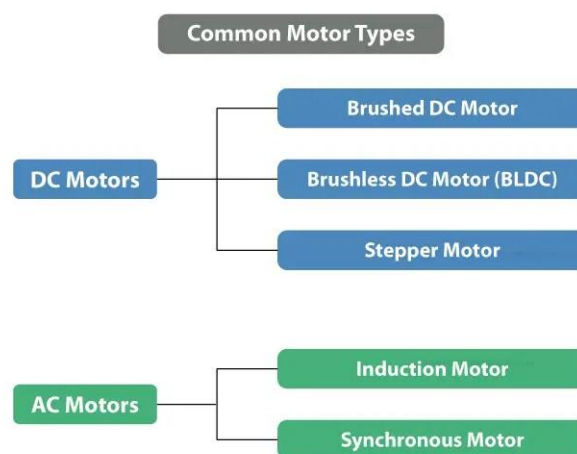 Common Motor Types
Brushed DC Motor
DC Motors
Brushless DC Motor (BLDC)
Stepper Motor
Induction Motor
AC Motors
Synchronous Motor